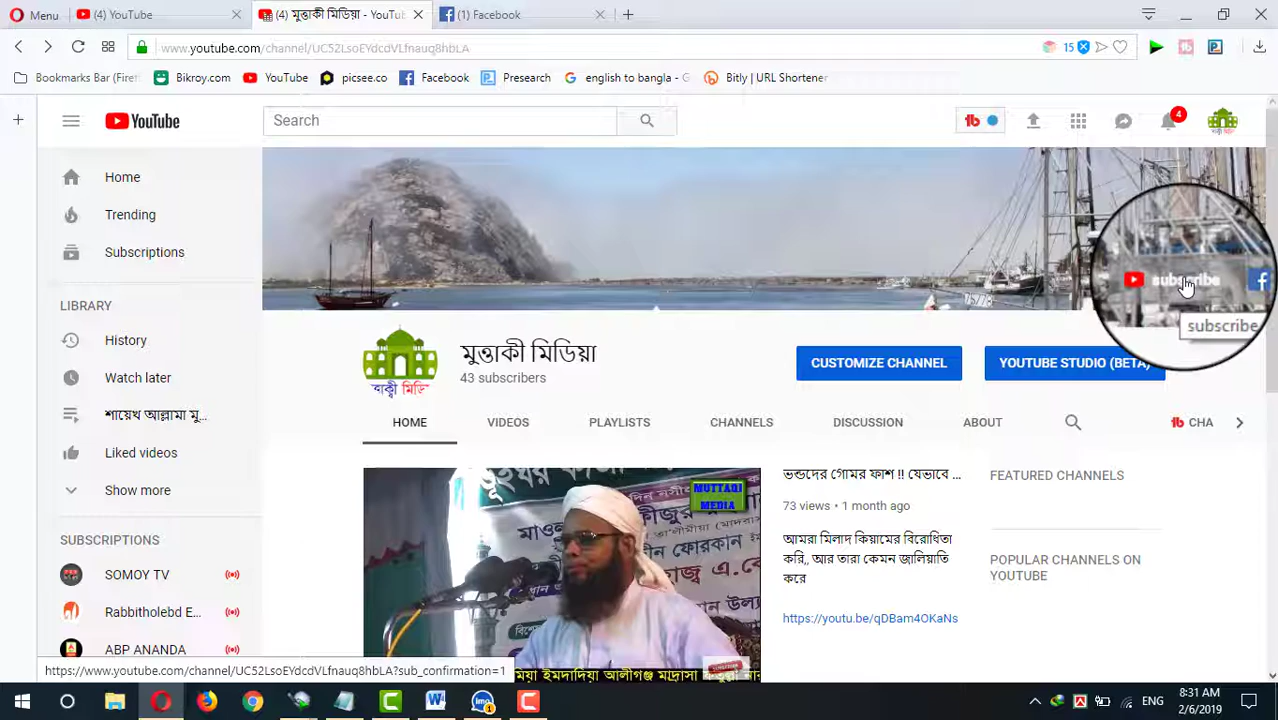 Menu
(4) YouTube
(4) মুত্তাকী মিডিয়া - YouTub
(1) Facebook
www.youtube.com/channel/UC52LsoEYdcdVLfnauq8hbLA
15
Bookmarks Bar (Firef
Bikroy.com
YouTube
picsee.co
Facebook
Presearch
english to bangla - G
Bitly | URL Shortener
YouTube
Search
4
Home
Trending
Subscriptions
LIBRARY
History
Watch later
শায়েখ আল্লামা মু...
Liked videos
Show more
SUBSCRIPTIONS
SOMOY TV
Rabbitholebd E...
ABP ANANDA
subscribe
subscribe
মুত্তাকী মিডিয়া
43 subscribers
CUSTOMIZE CHANNEL
YOUTUBE STUDIO (BETA)
HOME
VIDEOS
PLAYLISTS
CHANNELS
DISCUSSION
ABOUT
CHA
MUTTAQI
MEDIA
ভন্ডদের গোমর ফাশ !! যেভাবে ...
73 views • 1 month ago
আমরা মিলাদ কিয়ামের বিরোধিতা
করি,, আর তারা কেমন জালিয়াতি
করে
https://youtu.be/qDBam4OKaNs
FEATURED CHANNELS
POPULAR CHANNELS ON
YOUTUBE
https://www.youtube.com/channel/UC52LsoEYdcdVLfnauq8hbLA?sub_confirmation=1
ENG
8:31 AM
2/6/2019